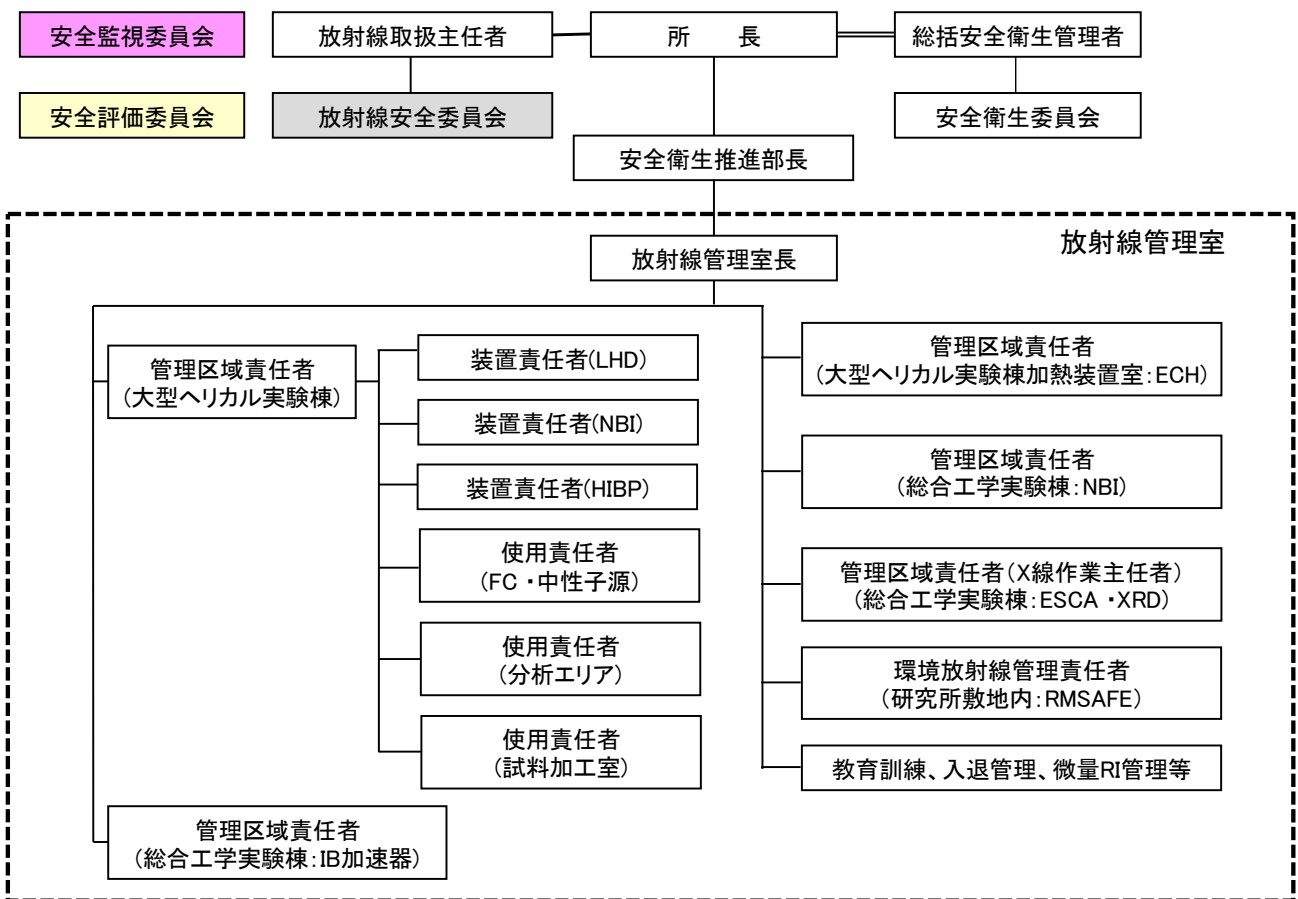 安全監視委員会
放射線取扱主任者
所　　長
総括安全衛生管理者
安全評価委員会
放射線安全委員会
安全衛生委員会
安全衛生推進部長
放射線管理室
放射線管理室長
管理区域責任者
(大型ヘリカル実験棟)
装置責任者(LHD)
装置責任者(NBI)
装置責任者(HIBP)
使用責任者
(FC・中性子源)
使用責任者
(分析エリア)
使用責任者
(試料加工室)
管理区域責任者
(総合工学実験棟:IB加速器)
管理区域責任者
(大型ヘリカル実験棟加熱装置室:ECH)
管理区域責任者
(総合工学実験棟:NBI)
管理区域責任者(X線作業主任者)
(総合工学実験棟:ESCA・XRD)
環境放射線管理責任者
(研究所敷地内:RMSAFE)
教育訓練、入退管理、微量RI管理等